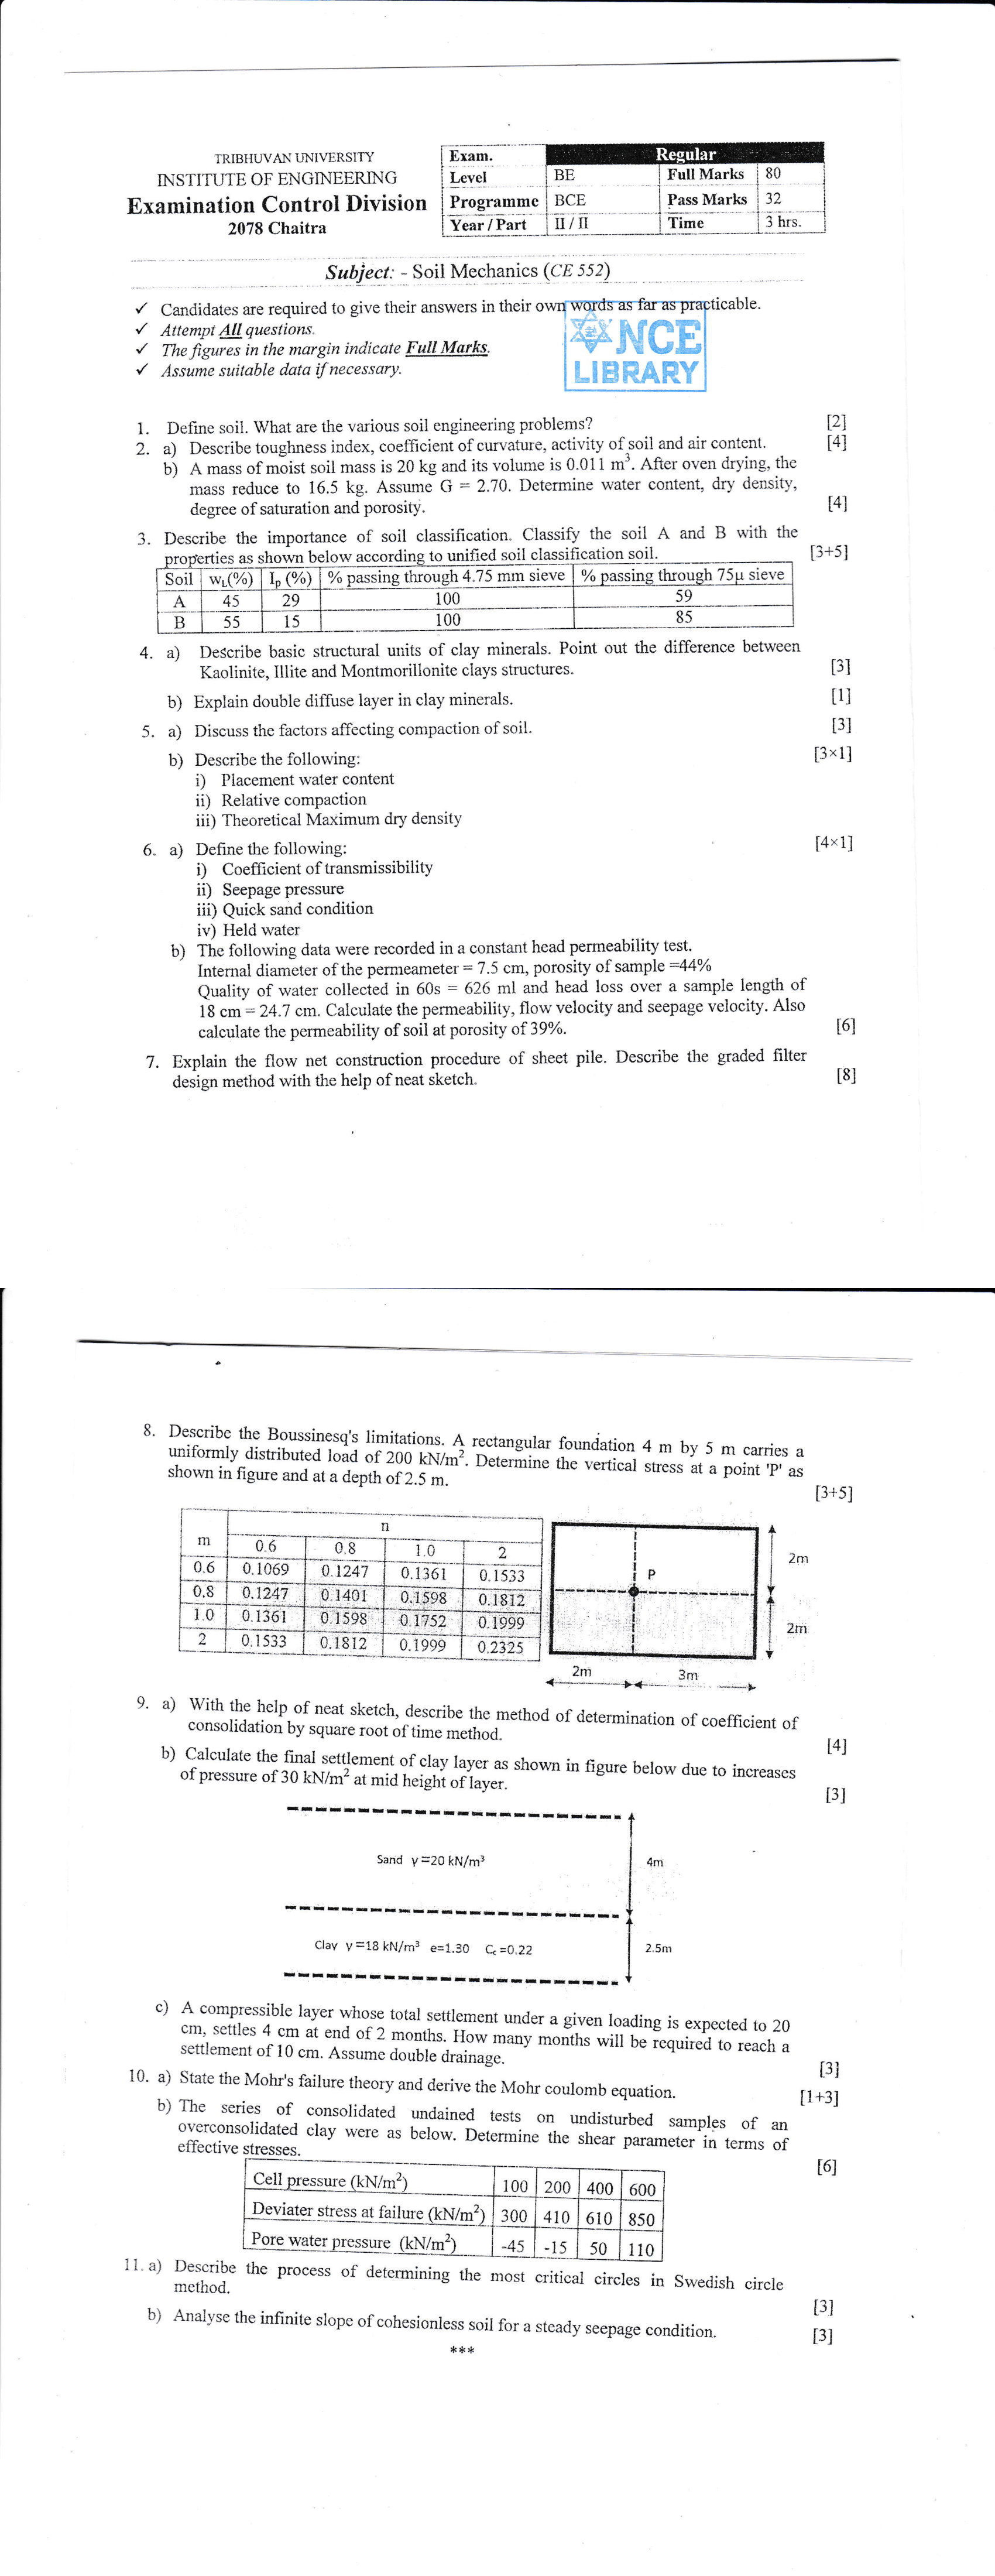 TRIBHUVAN UNIVERSITY
INSTITUTE OF ENGINEERING
Examination Control Division
2078 Chaitra
Exam. Regular
Level BE Full Marks 80
Programme BCE Pass Marks 32
Year / Part II / II Time 3 hrs.
Subject: - Soil Mechanics (CE 552)
✓ Candidates are required to give their answers in their own words as far as practicable.
✓ Attempt All questions.
✓ The figures in the margin indicate Full Marks.
✓ Assume suitable data if necessary.
NCE
LIBRARY
1. Define soil. What are the various soil engineering problems? [2]
2. a) Describe toughness index, coefficient of curvature, activity of soil and air content. [4]
b) A mass of moist soil mass is 20 kg and its volume is 0.011 m³. After oven drying, the
mass reduce to 16.5 kg. Assume G = 2.70. Determine water content, dry density,
degree of saturation and porosity. [4]
3. Describe the importance of soil classification. Classify the soil A and B with the
properties as shown below according to unified soil classification soil. [3+5]
Soil wL(%) Ip (%) % passing through 4.75 mm sieve % passing through 75µ sieve
A 45 29 100 59
B 55 15 100 85
4. a) Describe basic structural units of clay minerals. Point out the difference between
Kaolinite, Illite and Montmorillonite clays structures. [3]
b) Explain double diffuse layer in clay minerals. [1]
5. a) Discuss the factors affecting compaction of soil. [3]
b) Describe the following: [3×1]
i) Placement water content
ii) Relative compaction
iii) Theoretical Maximum dry density
6. a) Define the following: [4×1]
i) Coefficient of transmissibility
ii) Seepage pressure
iii) Quick sand condition
iv) Held water
b) The following data were recorded in a constant head permeability test.
Internal diameter of the permeameter = 7.5 cm, porosity of sample =44%
Quality of water collected in 60s = 626 ml and head loss over a sample length of
18 cm = 24.7 cm. Calculate the permeability, flow velocity and seepage velocity. Also
calculate the permeability of soil at porosity of 39%. [6]
7. Explain the flow net construction procedure of sheet pile. Describe the graded filter
design method with the help of neat sketch. [8]
8. Describe the Boussinesq's limitations. A rectangular foundation 4 m by 5 m carries a
uniformly distributed load of 200 kN/m². Determine the vertical stress at a point 'P' as
shown in figure and at a depth of 2.5 m. [3+5]
m n
0.6 0.8 1.0 2
0.6 0.1069 0.1247 0.1361 0.1533
0.8 0.1247 0.1401 0.1598 0.1812
1.0 0.1361 0.1598 0.1752 0.1999
2 0.1533 0.1812 0.1999 0.2325
P
2m
2m
2m 3m
9. a) With the help of neat sketch, describe the method of determination of coefficient of
consolidation by square root of time method. [4]
b) Calculate the final settlement of clay layer as shown in figure below due to increases
of pressure of 30 kN/m² at mid height of layer. [3]
Sand γ=20 kN/m³ 4m
Clay γ=18 kN/m³ e=1.30 Cc=0.22 2.5m
c) A compressible layer whose total settlement under a given loading is expected to 20
cm, settles 4 cm at end of 2 months. How many months will be required to reach a
settlement of 10 cm. Assume double drainage. [3]
10. a) State the Mohr's failure theory and derive the Mohr coulomb equation. [1+3]
b) The series of consolidated undained tests on undisturbed samples of an
overconsolidated clay were as below. Determine the shear parameter in terms of
effective stresses. [6]
Cell pressure (kN/m²) 100 200 400 600
Deviater stress at failure (kN/m²) 300 410 610 850
Pore water pressure (kN/m²) -45 -15 50 110
11. a) Describe the process of determining the most critical circles in Swedish circle
method. [3]
b) Analyse the infinite slope of cohesionless soil for a steady seepage condition. [3]
***